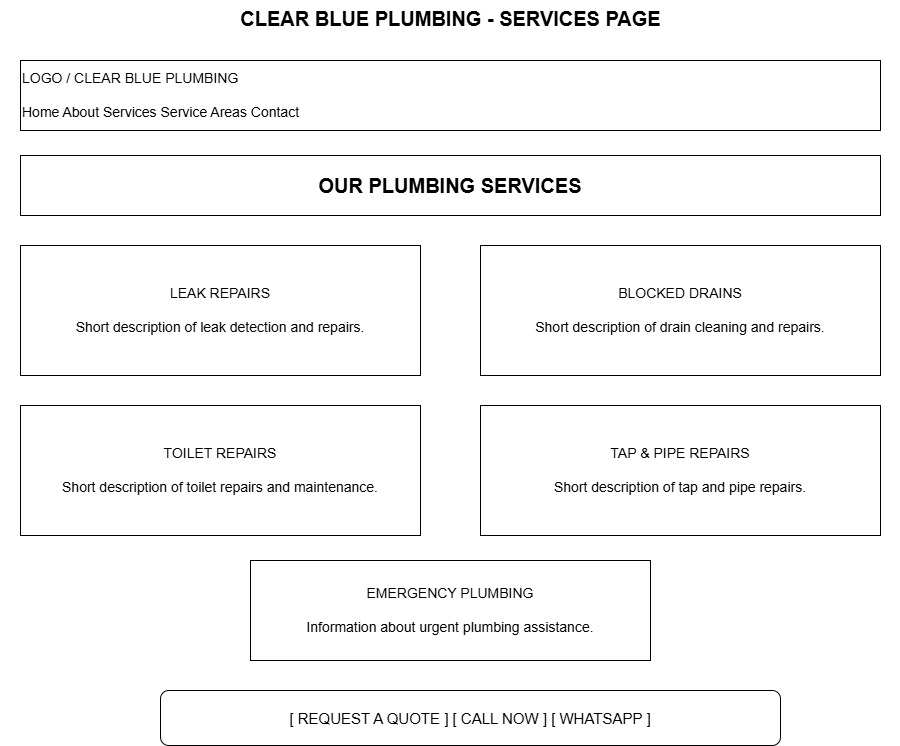 CLEAR BLUE PLUMBING - SERVICES PAGE
LOGO / CLEAR BLUE PLUMBING
Home About Services Service Areas Contact
OUR PLUMBING SERVICES
LEAK REPAIRS
Short description of leak detection and repairs.
BLOCKED DRAINS
Short description of drain cleaning and repairs.
TOILET REPAIRS
Short description of toilet repairs and maintenance.
TAP & PIPE REPAIRS
Short description of tap and pipe repairs.
EMERGENCY PLUMBING
Information about urgent plumbing assistance.
[ REQUEST A QUOTE ] [ CALL NOW ] [ WHATSAPP ]